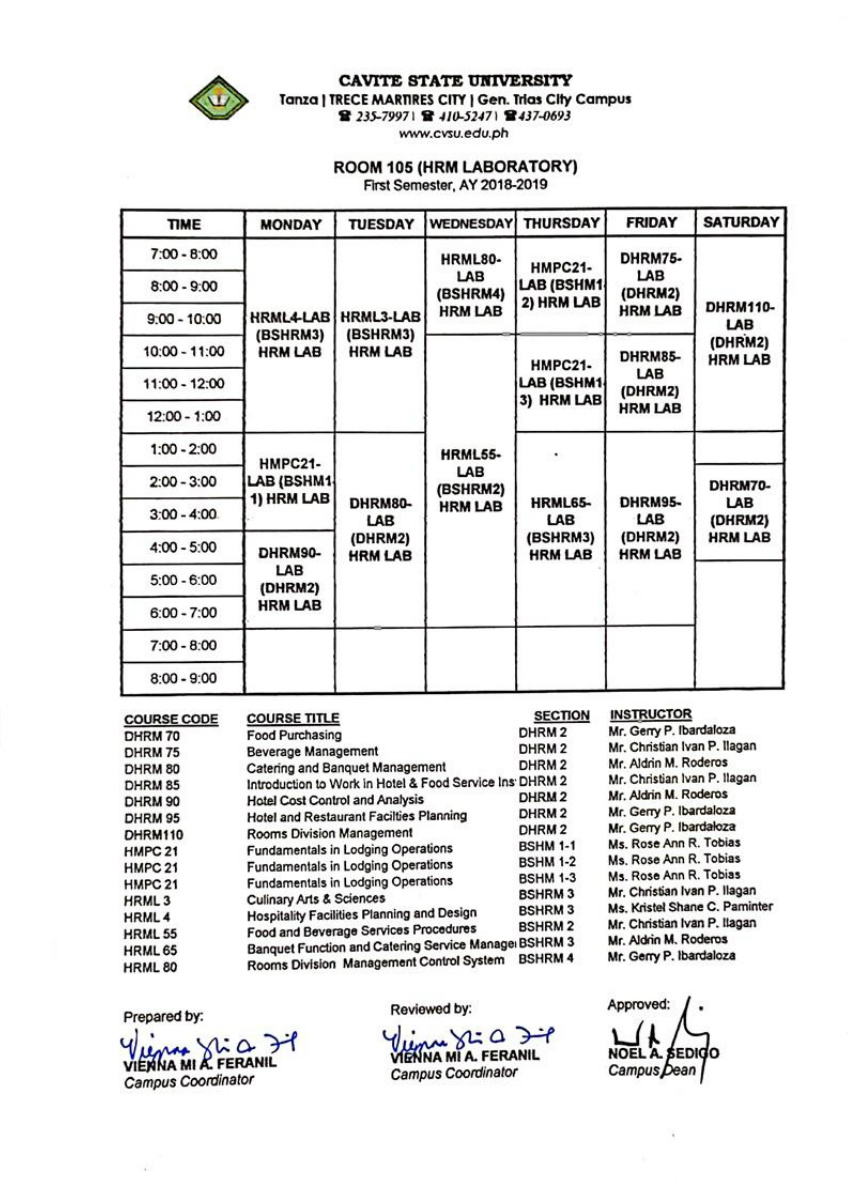 CAVITE STATE UNIVERSITY
Tanza | TRECE MARTIRES CITY | Gen. Trias City Campus
☎ 235-7997 I ☎ 410-5247 I ☎ 437-0693
www.cvsu.edu.ph
ROOM 105 (HRM LABORATORY)
First Semester, AY 2018-2019
TIME MONDAY TUESDAY WEDNESDAY THURSDAY FRIDAY SATURDAY
7:00 - 8:00
8:00 - 9:00
9:00 - 10:00
10:00 - 11:00
11:00 - 12:00
12:00 - 1:00
1:00 - 2:00
2:00 - 3:00
3:00 - 4:00
4:00 - 5:00
5:00 - 6:00
6:00 - 7:00
7:00 - 8:00
8:00 - 9:00
HRML4-LAB
(BSHRM3)
HRM LAB
HMPC21-
LAB (BSHM1
1) HRM LAB
DHRM90-
LAB
(DHRM2)
HRM LAB
HRML3-LAB
(BSHRM3)
HRM LAB
DHRM80-
LAB
(DHRM2)
HRM LAB
HRML80-
LAB
(BSHRM4)
HRM LAB
HRML55-
LAB
(BSHRM2)
HRM LAB
HMPC21-
LAB (BSHM1
2) HRM LAB
HMPC21-
LAB (BSHM1
3) HRM LAB
HRML65-
LAB
(BSHRM3)
HRM LAB
DHRM75-
LAB
(DHRM2)
HRM LAB
DHRM85-
LAB
(DHRM2)
HRM LAB
DHRM95-
LAB
(DHRM2)
HRM LAB
DHRM110-
LAB
(DHRM2)
HRM LAB
DHRM70-
LAB
(DHRM2)
HRM LAB
COURSE CODE COURSE TITLE SECTION INSTRUCTOR
DHRM 70 Food Purchasing DHRM 2 Mr. Gerry P. Ibardaloza
DHRM 75 Beverage Management DHRM 2 Mr. Christian Ivan P. Ilagan
DHRM 80 Catering and Banquet Management DHRM 2 Mr. Aldrin M. Roderos
DHRM 85 Introduction to Work in Hotel & Food Service Ins DHRM 2 Mr. Christian Ivan P. Ilagan
DHRM 90 Hotel Cost Control and Analysis DHRM 2 Mr. Aldrin M. Roderos
DHRM 95 Hotel and Restaurant Facilties Planning DHRM 2 Mr. Gerry P. Ibardaloza
DHRM110 Rooms Division Management DHRM 2 Mr. Gerry P. Ibardaloza
HMPC 21 Fundamentals in Lodging Operations BSHM 1-1 Ms. Rose Ann R. Tobias
HMPC 21 Fundamentals in Lodging Operations BSHM 1-2 Ms. Rose Ann R. Tobias
HMPC 21 Fundamentals in Lodging Operations BSHM 1-3 Ms. Rose Ann R. Tobias
HRML 3 Culinary Arts & Sciences BSHRM 3 Mr. Christian Ivan P. Ilagan
HRML 4 Hospitality Facilities Planning and Design BSHRM 3 Ms. Kristel Shane C. Paminter
HRML 55 Food and Beverage Services Procedures BSHRM 2 Mr. Christian Ivan P. Ilagan
HRML 65 Banquet Function and Catering Service Manage BSHRM 3 Mr. Aldrin M. Roderos
HRML 80 Rooms Division Management Control System BSHRM 4 Mr. Gerry P. Ibardaloza
Prepared by: Reviewed by: Approved:
VIENNA MI A. FERANIL VIENNA MI A. FERANIL NOEL A. SEDIGO
Campus Coordinator Campus Coordinator Campus Dean